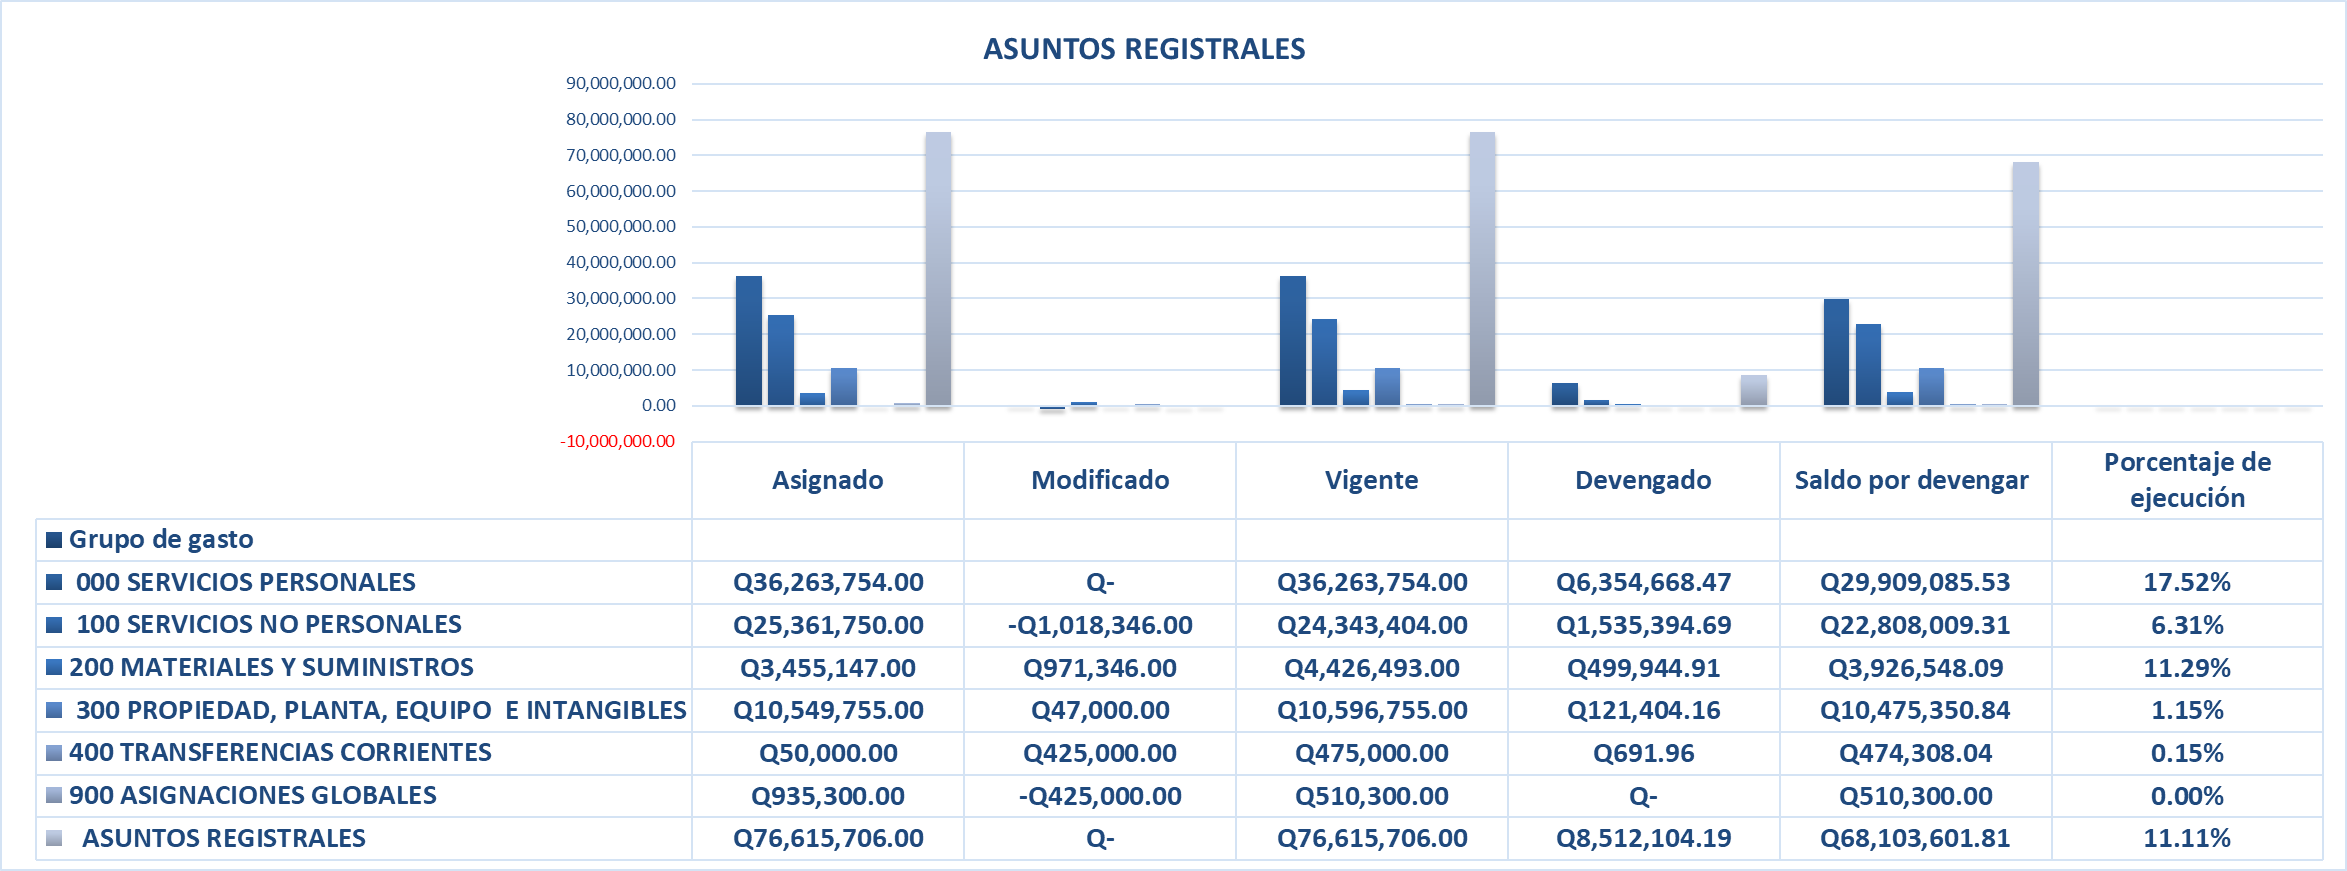 ASUNTOS REGISTRALES
90,000,000.00
80,000,000.00
70,000,000.00
60,000,000.00
50,000,000.00
40,000,000.00
30,000,000.00
20,000,000.00
10,000,000.00
0.00
-10,000,000.00
Asignado Modificado Vigente Devengado Saldo por devengar Porcentaje de ejecución
Grupo de gasto
000 SERVICIOS PERSONALES Q36,263,754.00 Q- Q36,263,754.00 Q6,354,668.47 Q29,909,085.53 17.52%
100 SERVICIOS NO PERSONALES Q25,361,750.00 -Q1,018,346.00 Q24,343,404.00 Q1,535,394.69 Q22,808,009.31 6.31%
200 MATERIALES Y SUMINISTROS Q3,455,147.00 Q971,346.00 Q4,426,493.00 Q499,944.91 Q3,926,548.09 11.29%
300 PROPIEDAD, PLANTA, EQUIPO  E INTANGIBLES Q10,549,755.00 Q47,000.00 Q10,596,755.00 Q121,404.16 Q10,475,350.84 1.15%
400 TRANSFERENCIAS CORRIENTES Q50,000.00 Q425,000.00 Q475,000.00 Q691.96 Q474,308.04 0.15%
900 ASIGNACIONES GLOBALES Q935,300.00 -Q425,000.00 Q510,300.00 Q- Q510,300.00 0.00%
ASUNTOS REGISTRALES Q76,615,706.00 Q- Q76,615,706.00 Q8,512,104.19 Q68,103,601.81 11.11%